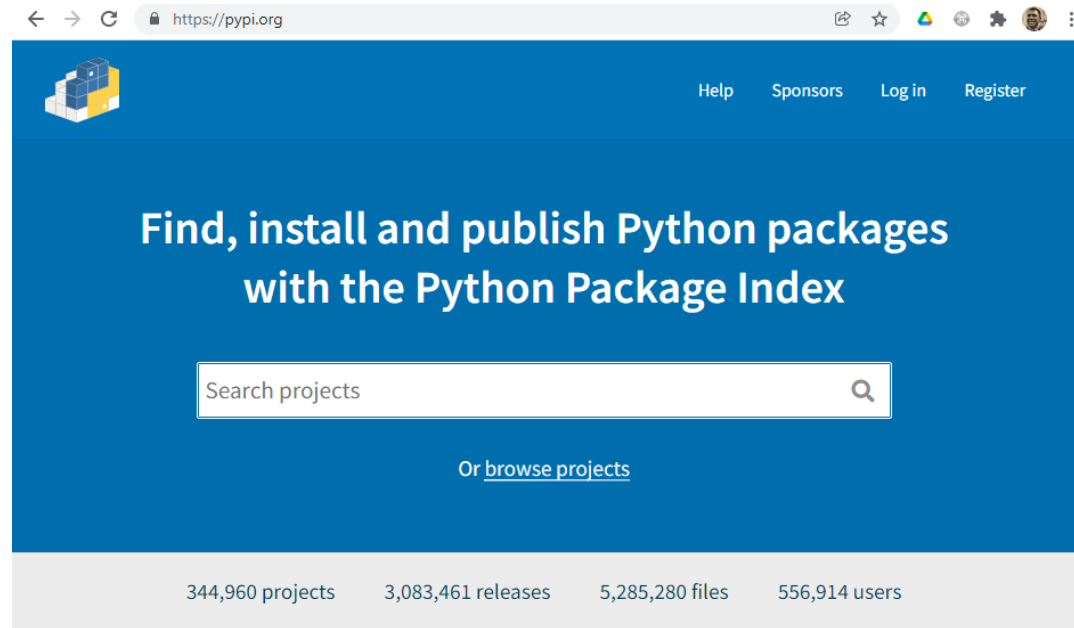 https://pypi.org
Help Sponsors Log in Register
Find, install and publish Python packages
with the Python Package Index
Search projects
Or browse projects
344,960 projects 3,083,461 releases 5,285,280 files 556,914 users